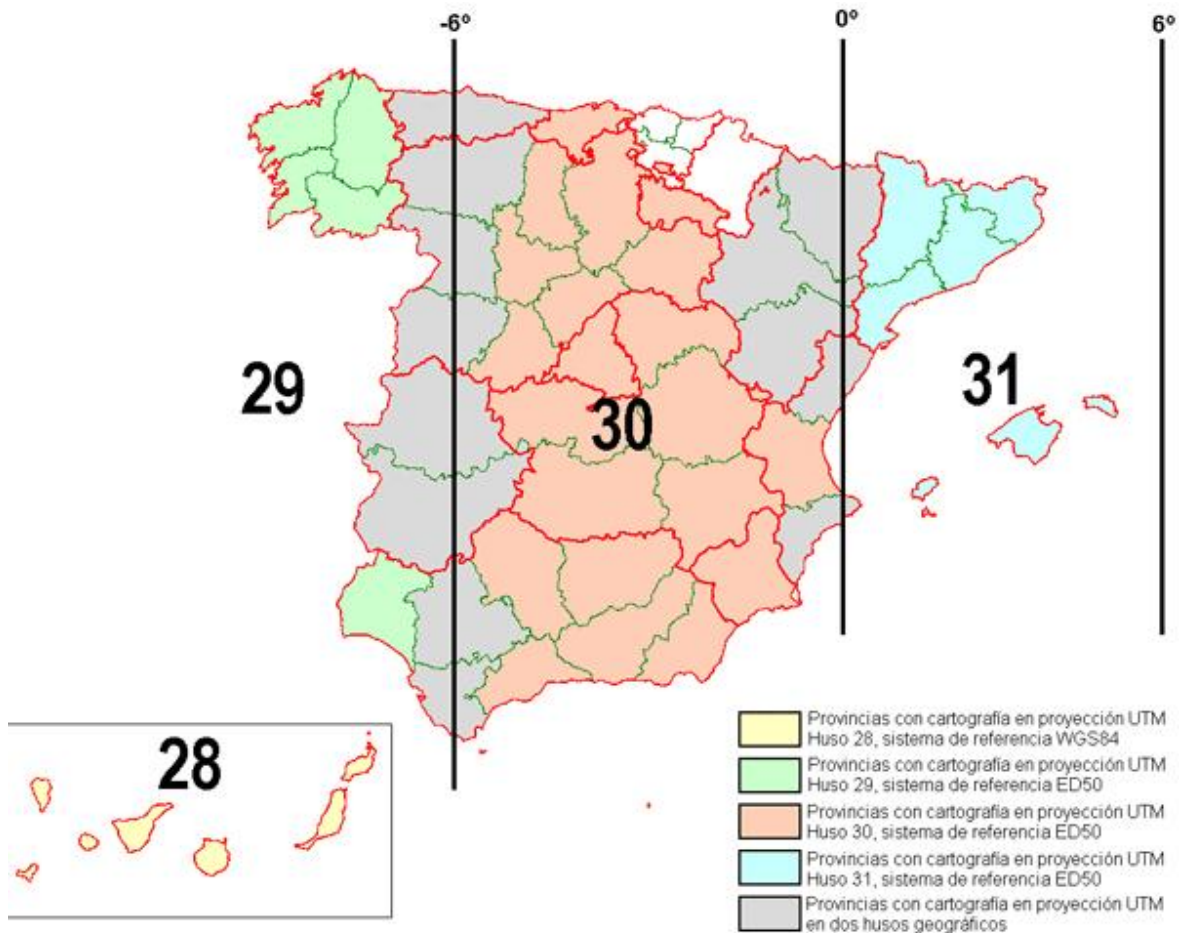 -6º
0º
6º
29
30
31
28
Provincias con cartografía en proyección UTM
Huso 28, sistema de referencia WGS84
Provincias con cartografía en proyección UTM
Huso 29, sistema de referencia ED50
Provincias con cartografía en proyección UTM
Huso 30, sistema de referencia ED50
Provincias con cartografía en proyección UTM
Huso 31, sistema de referencia ED50
Provincias con cartografía en proyección UTM
en dos husos geográficos